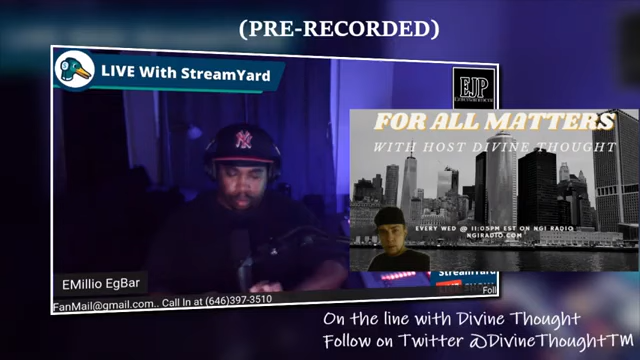 (PRE-RECORDED)
LIVE With StreamYard
EJP
FOR ALL MATTERS
WITH HOST DIVINE THOUGHT
EVERY WED @ 11:05PM EST ON NGI RADIO
NGIRADIO.COM
EMillio EgBar
StreamYard
FanMail@gmail.com.. Call In at (646)397-3510
Foll
On the line with Divine Thought
Follow on Twitter @DivineThoughtTM